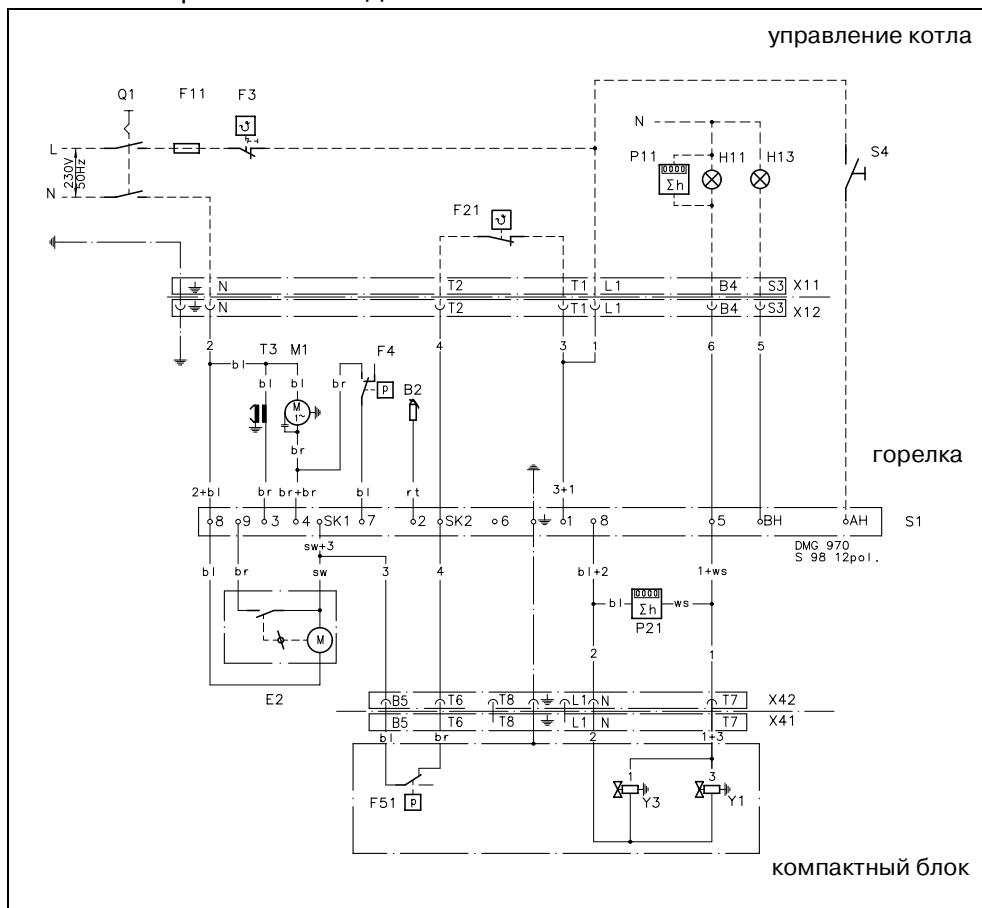 управление котла
Q1 F11 F3
L
230V
50Hz
N
N
P11 H11 H13 S4
0000
Σh
F21
N T2 T1 L1 B4 S3 X11
N T2 T1 L1 B4 S3 X12
2 4 3 1 6 5
T3 M1 F4
bl br
bl bl P B2
M
1~
br
горелка
2+bl br br+br bl rt 3+1
8 9 3 4 SK1 7 2 SK2 6 1 8 5 BH AH S1
sw+3
DMG 970
S 98 12pol.
bl br sw 3 4 bl+2 1+ws
0000
bl Σh ws
P21
M
2 1
E2
B5 T6 T8 L1 N T7 X42
B5 T6 T8 L1 N T7 X41
bl br 2 1+3
1 3
F51 P Y3 Y1
компактный блок